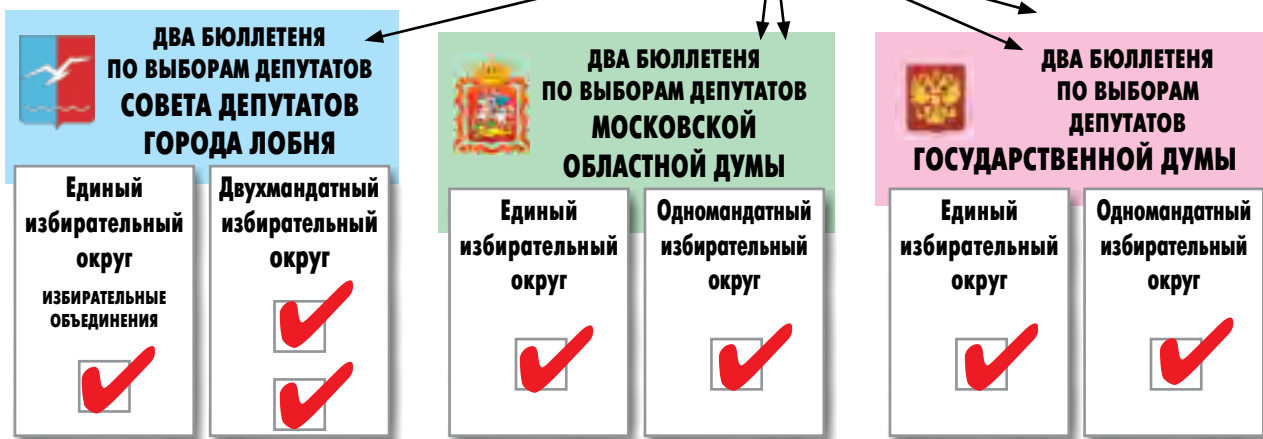 ДВА БЮЛЛЕТЕНЯ
ПО ВЫБОРАМ ДЕПУТАТОВ
СОВЕТА ДЕПУТАТОВ
ГОРОДА ЛОБНЯ
Единый
избирательный
округ
ИЗБИРАТЕЛЬНЫЕ
ОБЪЕДИНЕНИЯ
Двухмандатный
избирательный
округ
ДВА БЮЛЛЕТЕНЯ
ПО ВЫБОРАМ ДЕПУТАТОВ
МОСКОВСКОЙ
ОБЛАСТНОЙ ДУМЫ
Единый
избирательный
округ
Одномандатный
избирательный
округ
ДВА БЮЛЛЕТЕНЯ
ПО ВЫБОРАМ
ДЕПУТАТОВ
ГОСУДАРСТВЕННОЙ ДУМЫ
Единый
избирательный
округ
Одномандатный
избирательный
округ